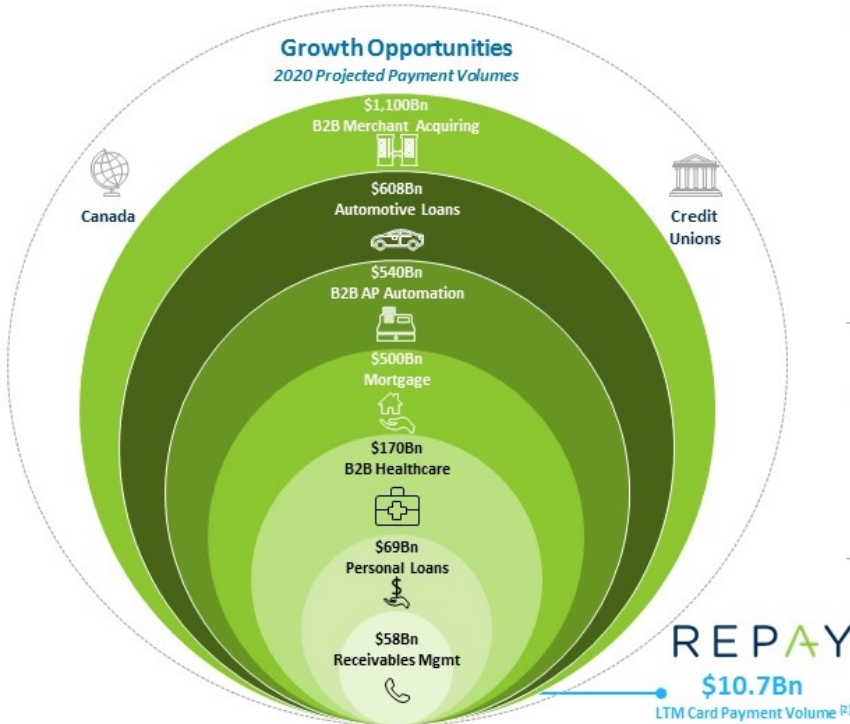 Growth Opportunities
2020 Projected Payment Volumes
$1,100Bn
B2B Merchant Acquiring
$608Bn
Automotive Loans
Canada
Credit
Unions
$540Bn
B2B AP Automation
$500Bn
Mortgage
$170Bn
B2B Healthcare
$69Bn
Personal Loans
$
$58Bn
Receivables Mgmt
REPAY
$10.7Bn
LTM Card Payment Volume [2]